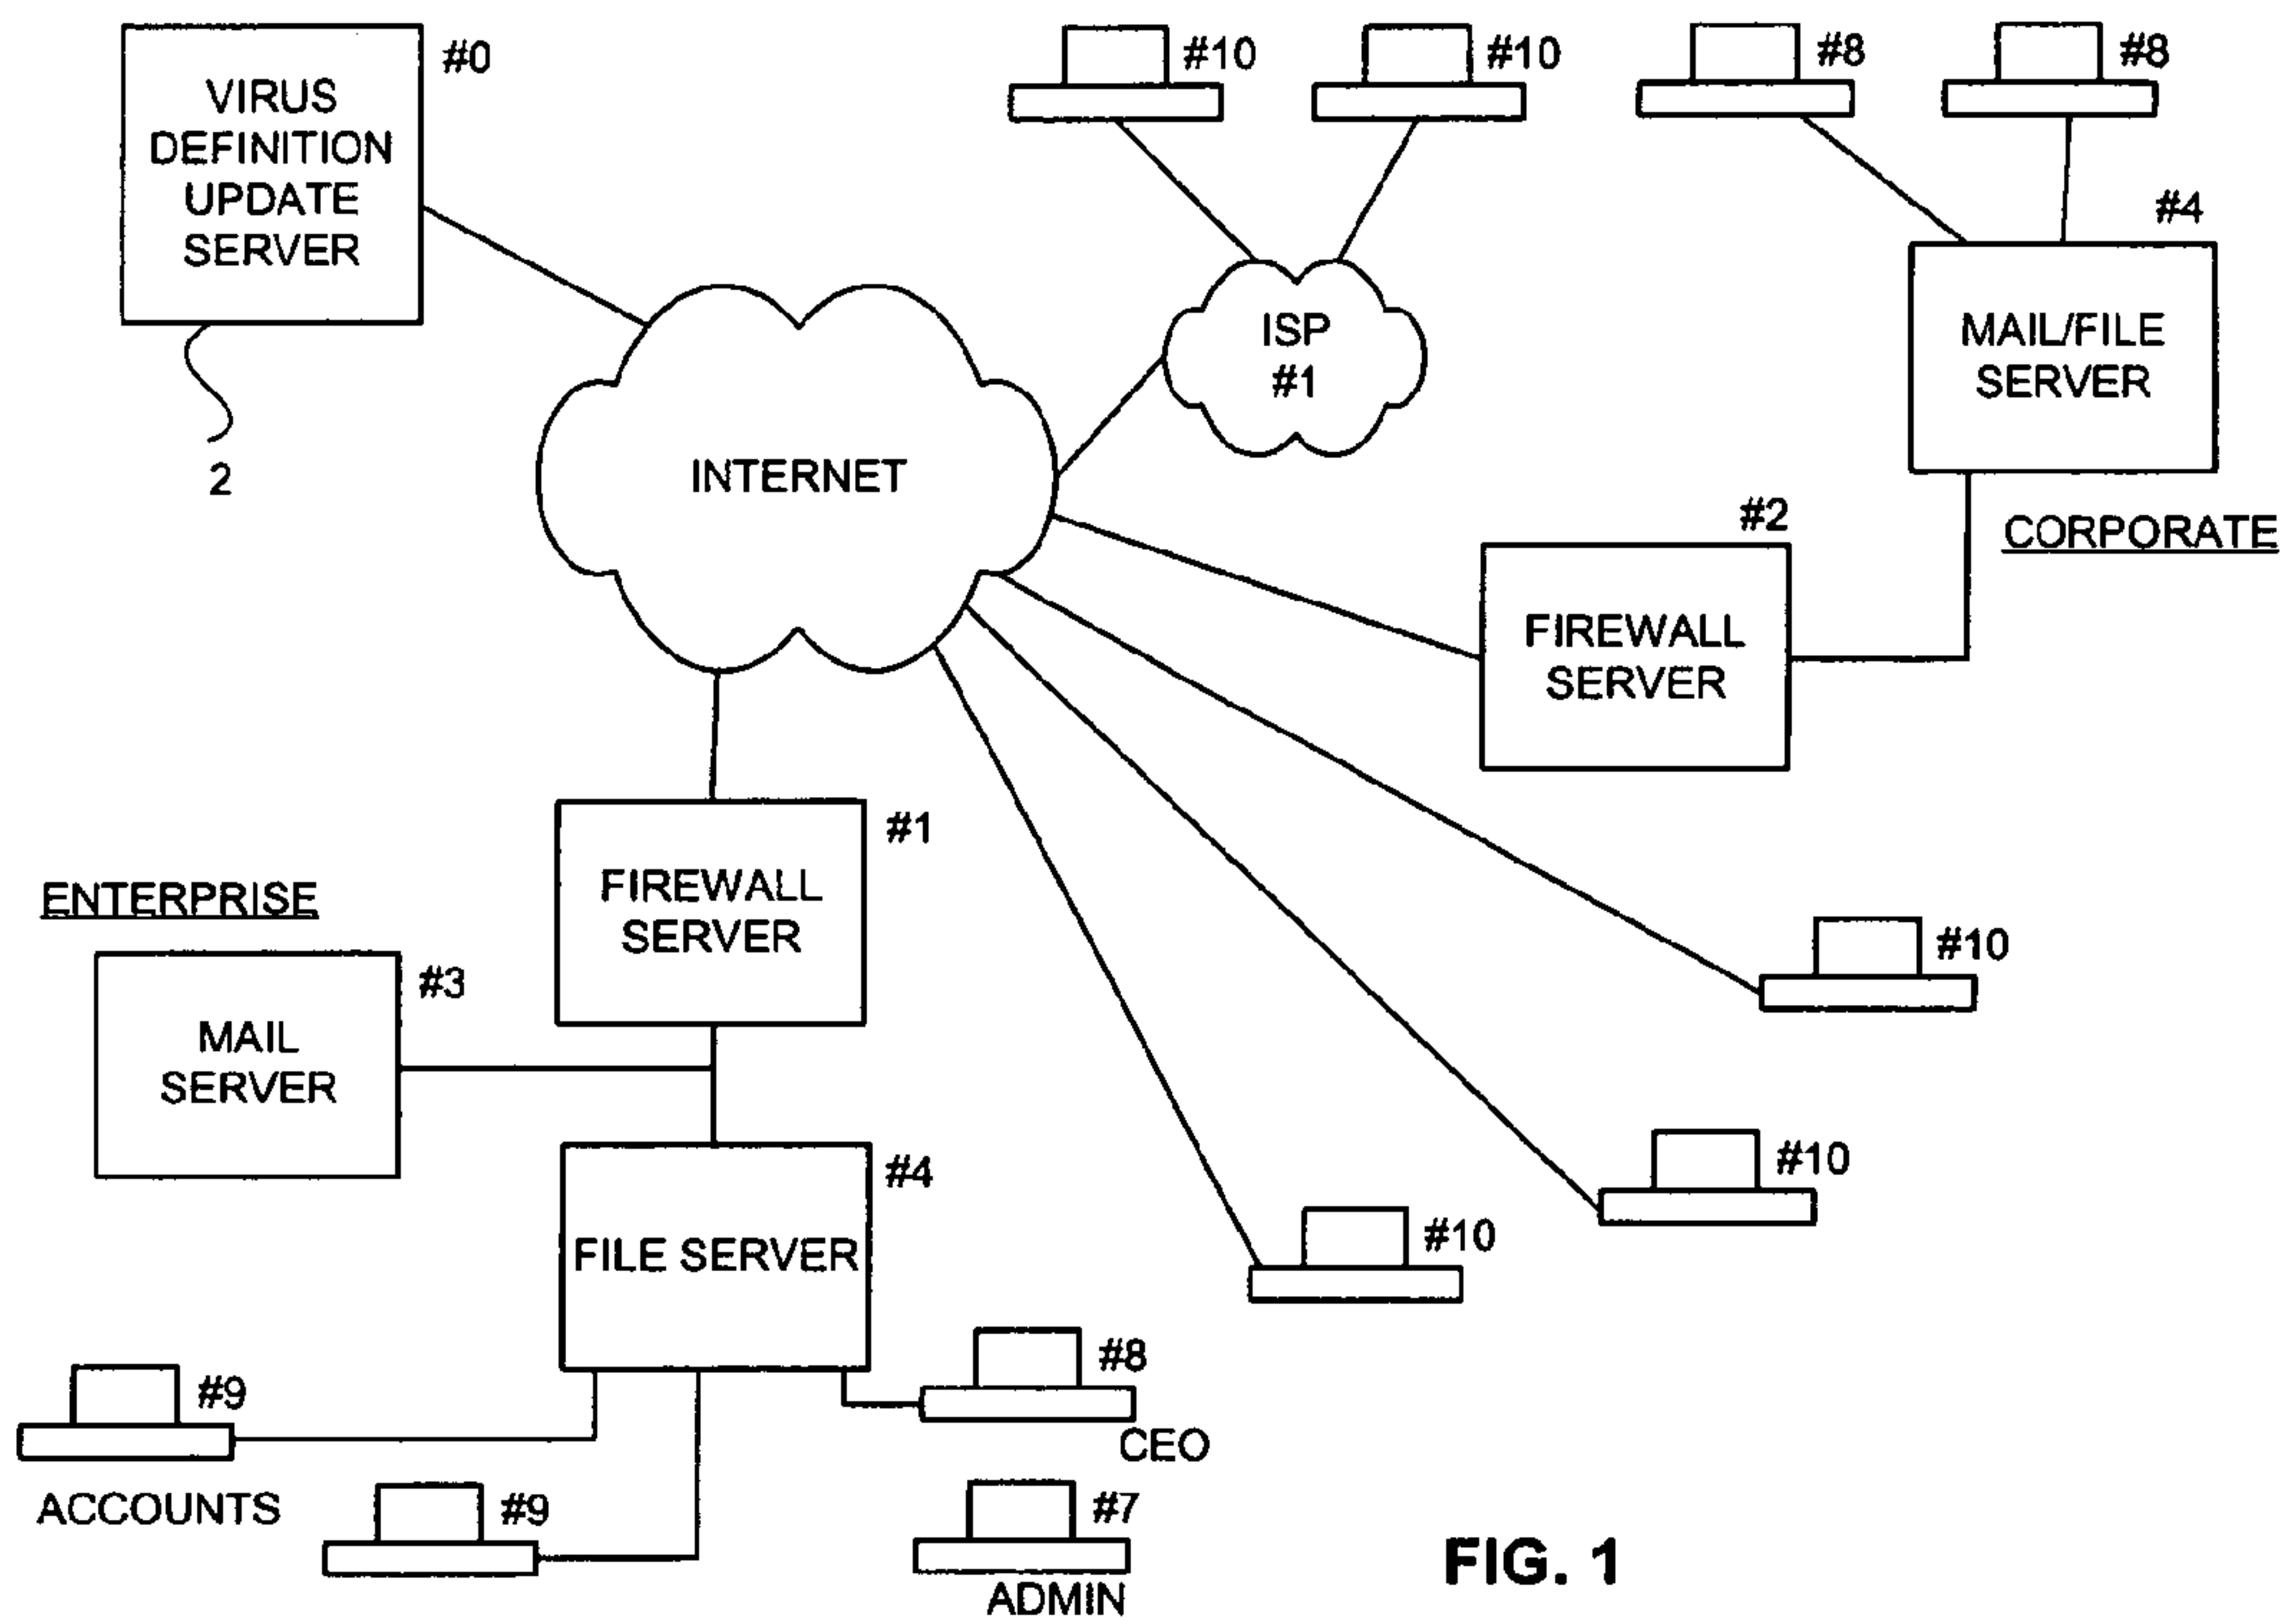 #0
VIRUS
DEFINITION
UPDATE
SERVER
2
#10
#10
#8
#8
#4
MAIL/FILE
SERVER
CORPORATE
ISP
#1
INTERNET
#2
FIREWALL
SERVER
#1
FIREWALL
SERVER
ENTERPRISE
#3
MAIL
SERVER
#4
FILE SERVER
#10
#10
#10
#9
ACCOUNTS
#9
#8
CEO
#7
ADMIN
FIG. 1